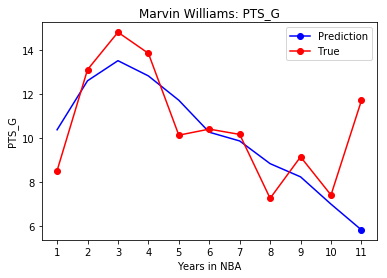 Marvin Williams: PTS_G
Prediction
True
PTS_G
14
12
10
8
6
1 2 3 4 5 6 7 8 9 10 11
Years in NBA